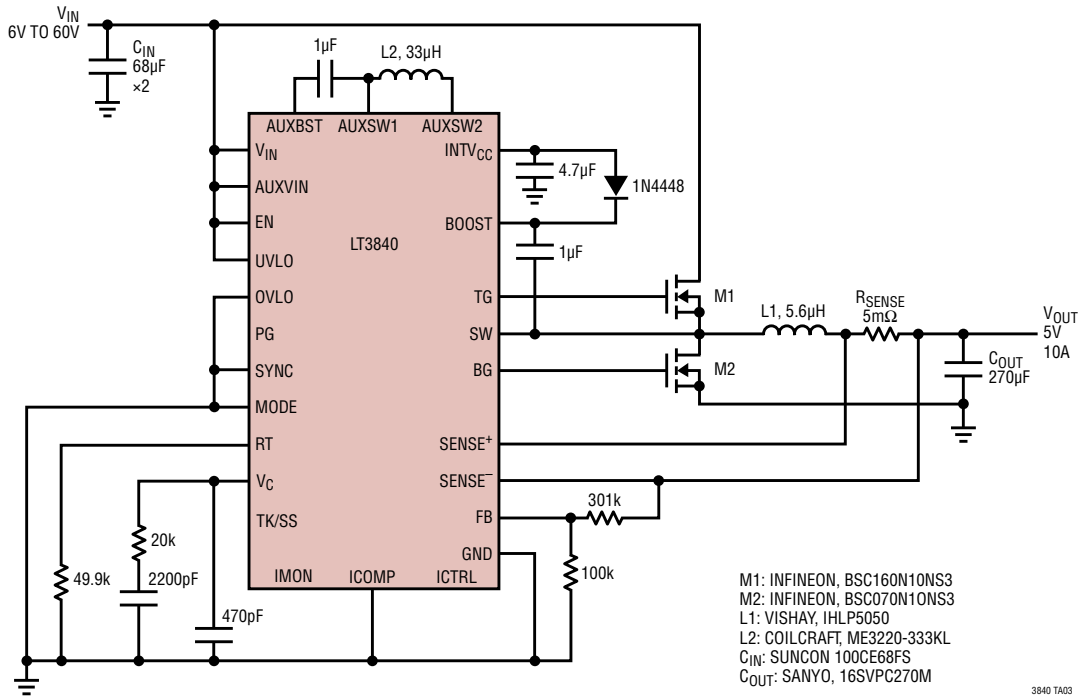 VIN
6V TO 60V
CIN
68µF
×2
1µF
L2, 33µH
AUXBST AUXSW1 AUXSW2
VIN
AUXVIN
EN
UVLO
OVLO
PG
SYNC
MODE
RT
VC
TK/SS
LT3840
IMON ICOMP ICTRL
INTVCC
BOOST
TG
SW
BG
SENSE+
SENSE−
FB
GND
4.7µF
1N4448
1µF
M1
M2
L1, 5.6µH
RSENSE
5mΩ
VOUT
5V
10A
COUT
270µF
301k
100k
49.9k
20k
2200pF
470pF
M1: INFINEON, BSC160N10NS3
M2: INFINEON, BSC070N10NS3
L1: VISHAY, IHLP5050
L2: COILCRAFT, ME3220-333KL
CIN: SUNCON 100CE68FS
COUT: SANYO, 16SVPC270M
3840 TA03